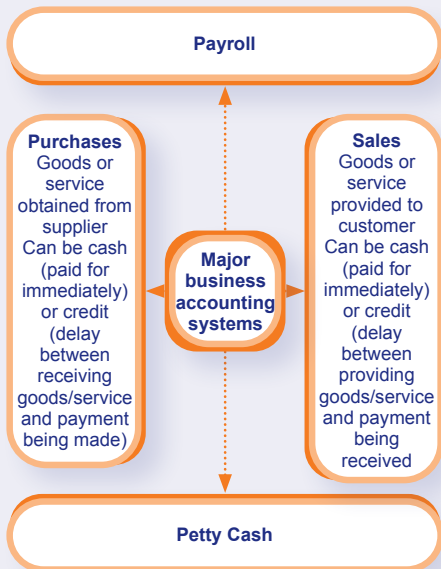 Payroll
Purchases
Goods or
service
obtained from
supplier
Can be cash
(paid for
immediately)
or credit
(delay
between
receiving
goods/service
and payment
being made)
Major
business
accounting
systems
Sales
Goods or
service
provided to
customer
Can be cash
(paid for
immediately)
or credit
(delay
between
providing
goods/service
and payment
being
received
Petty Cash